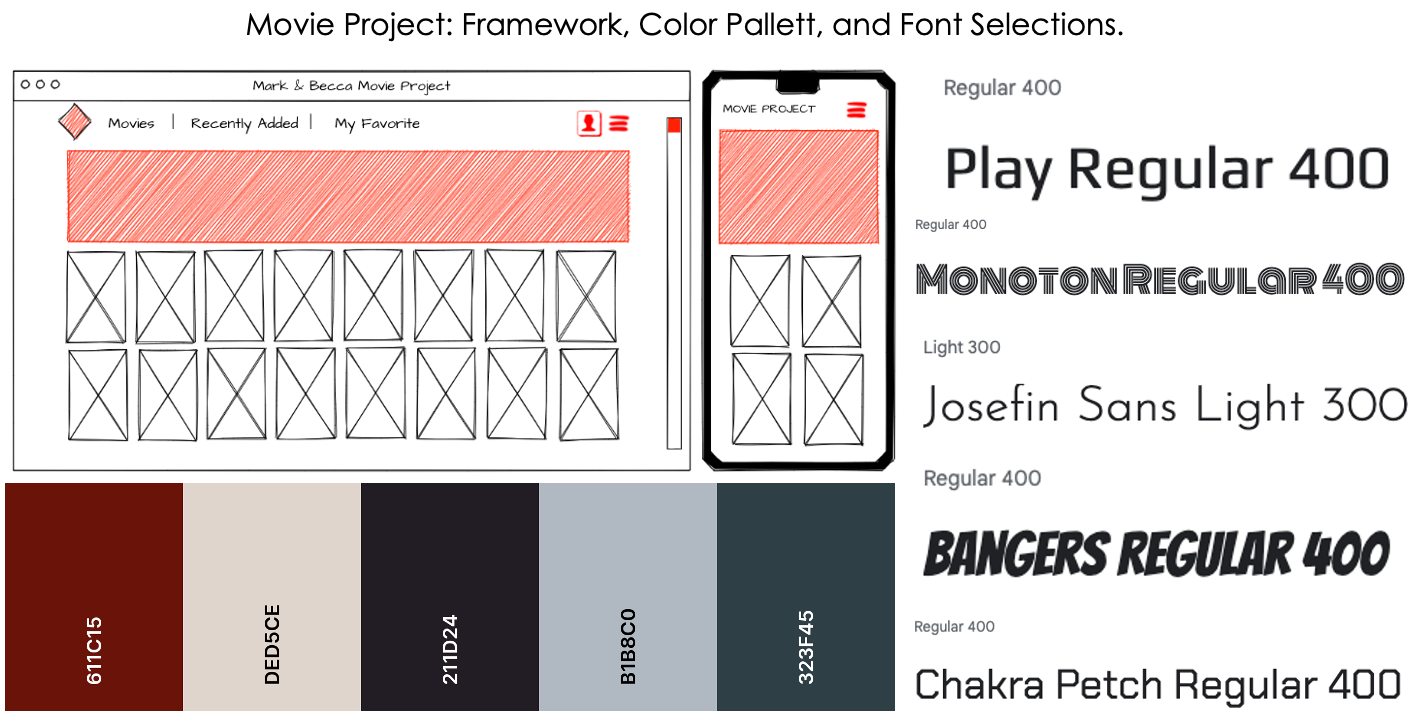 Movie Project: Framework, Color Pallett, and Font Selections.
Mark & Becca Movie Project
Movies | Recently Added | My Favorite
MOVIE PROJECT
Regular 400
Play Regular 400
Regular 400
Monoton Regular 400
Light 300
Josefin Sans Light 300
Regular 400
BANGERS REGULAR 400
Regular 400
Chakra Petch Regular 400
611C15
DED5CE
211D24
B1B8C0
323F45